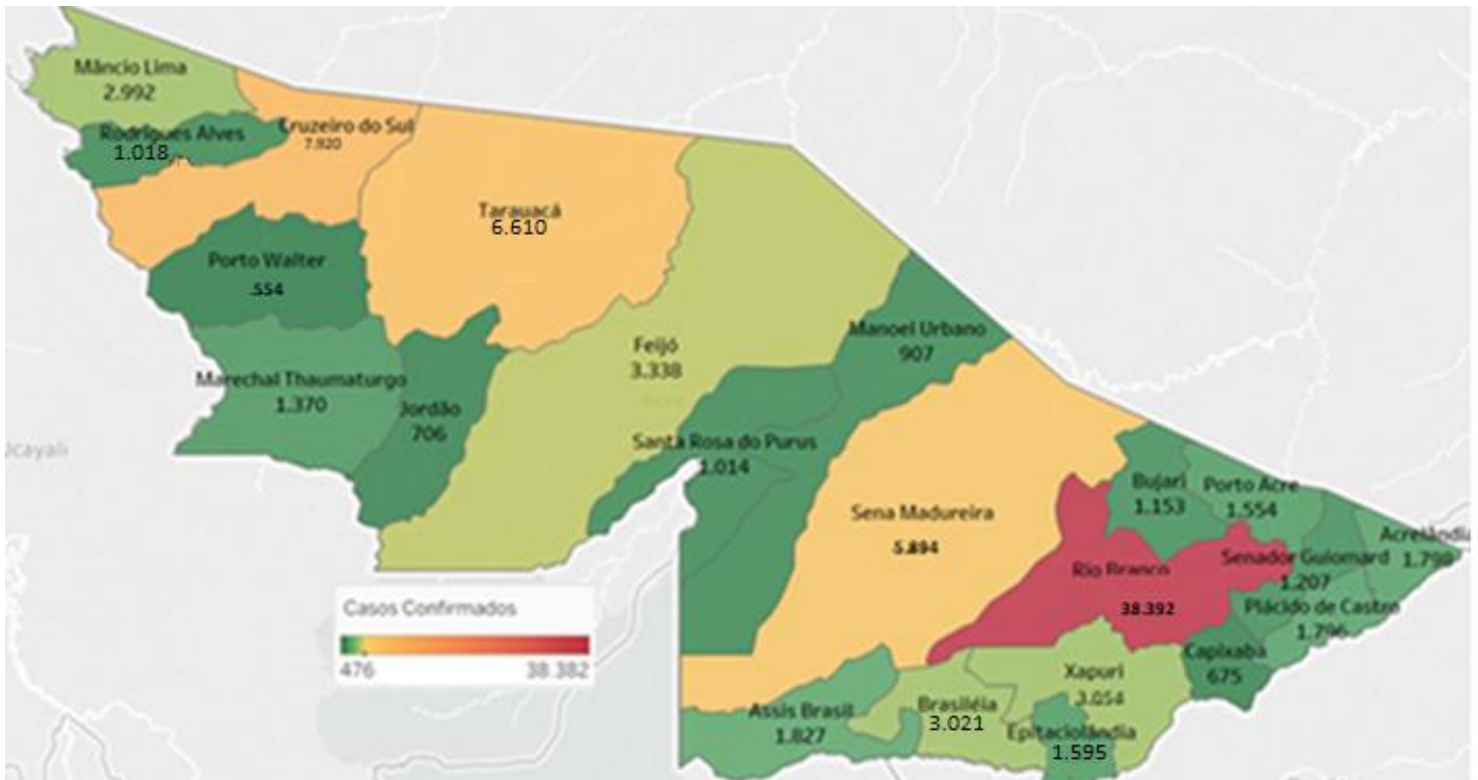 Mâncio Lima
2.992
Rodrigues Alves
1.018
Cruzeiro do Sul
7.920
Tarauacá
6.610
Porto Walter
.554
Marechal Thaumaturgo
1.370
Jordão
706
Feijó
3.338
Acre
Manoel Urbano
907
Santa Rosa do Purus
1.014
Sena Madureira
5.894
Bujari
1.153
Porto Acre
1.554
Acrelândia
Senador Guiomard
1.207
Rio Branco
38.392
Plácido de Castro
1.796
Capixaba
675
Xapuri
3.054
Brasiléia
3.021
Epitaciolândia
1.595
Assis Brasil
1.827
Ucayali
Casos Confirmados
476 38.382